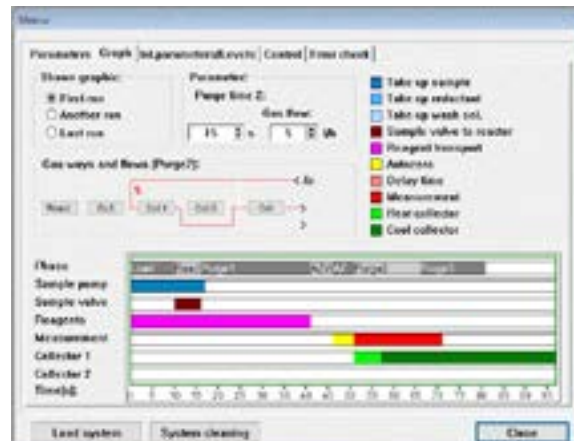 Menu
Parameters Graph Int.parameters/Levels Control Error check
Shown graphic:
First run
Another run
Last run
Parameter
Purge time 2:
Gas flow:
15 s 5 l/h
Gas ways and flows (Purge2):
< Ar
Take up sample
Take up reductant
Take up wash sol.
Sample valve to reactor
Reagent transport
Autozero
Delay time
Measurement
Heat collector
Cool collector
Phase
Sample pump
Sample valve
Reagents
Measurement
Collector 1
Collector 2
Time[s]
0 5 10 15 20 25 30 35 40 45 50 55 60 65 70 75 80 85 90 95
Load system System cleaning Close